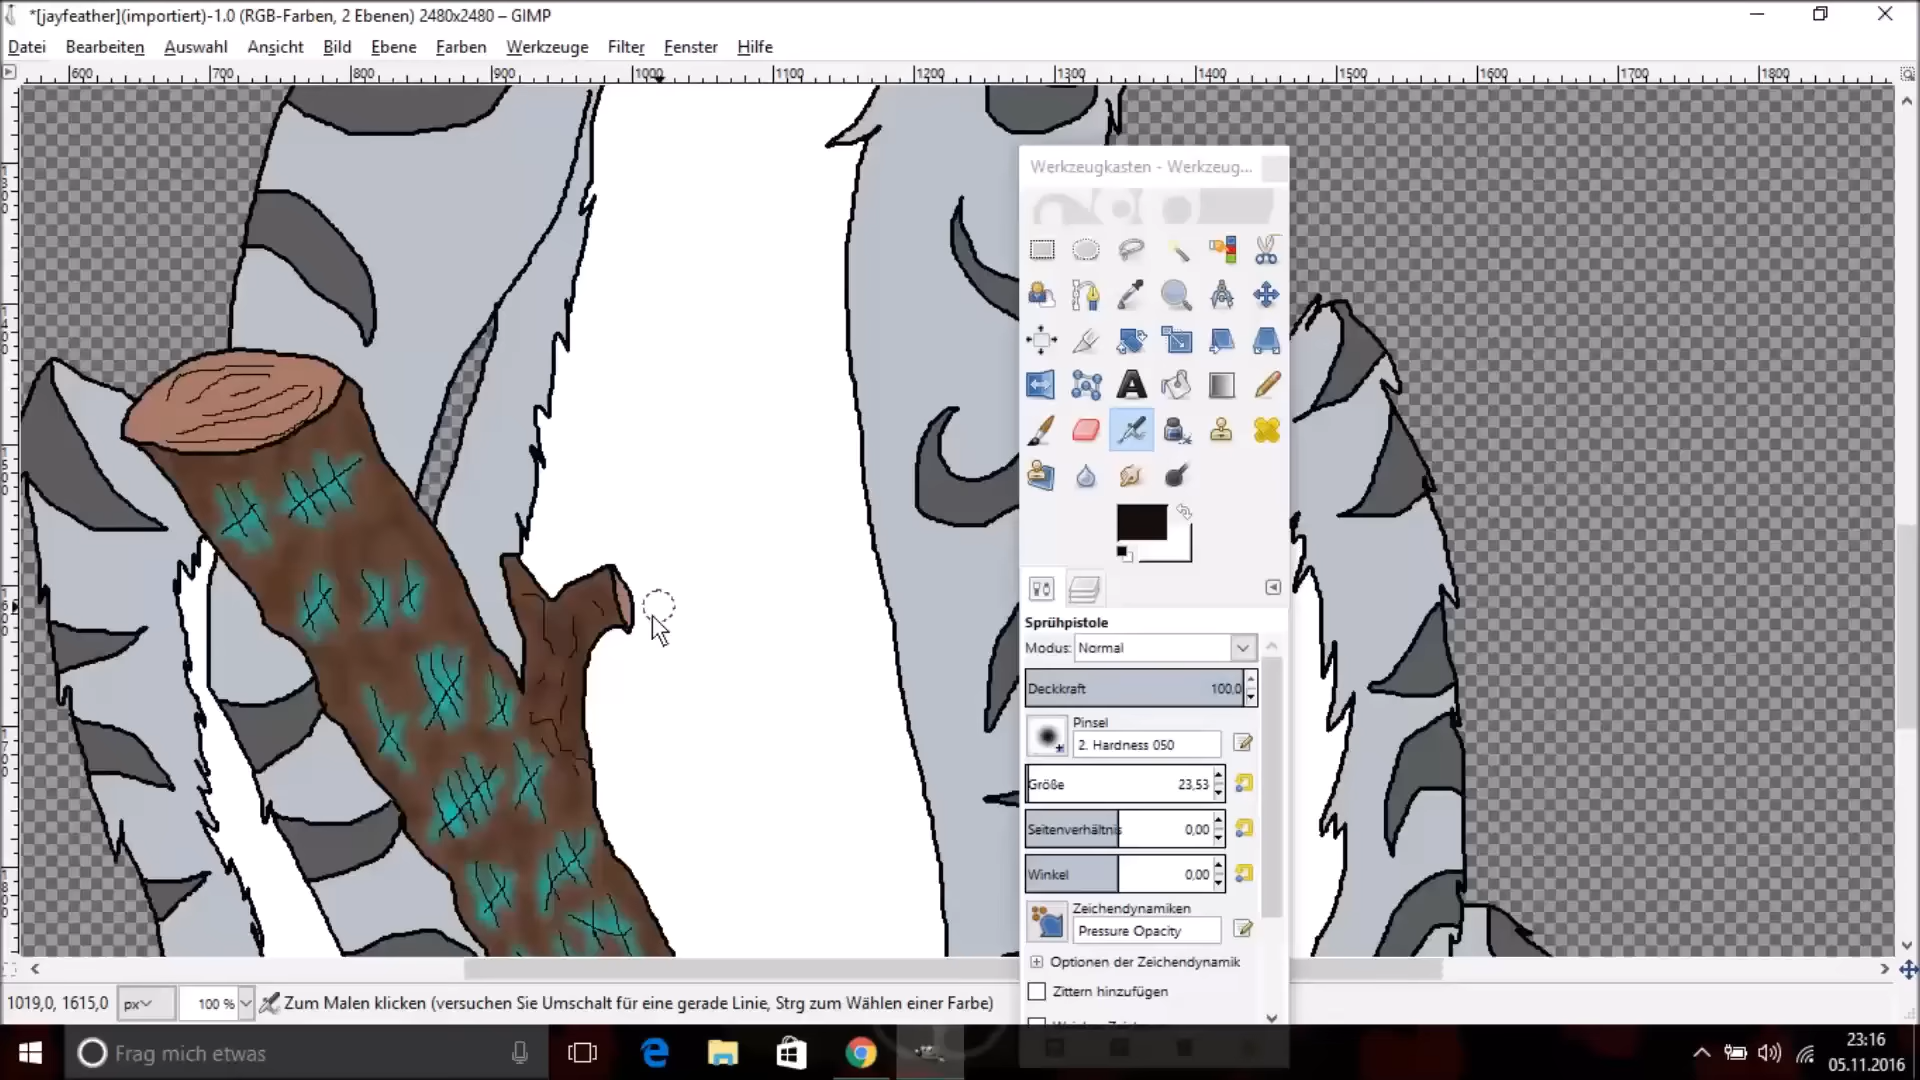 *[jayfeather](importiert)-1.0 (RGB-Farben, 2 Ebenen) 2480x2480 – GIMP
Datei Bearbeiten Auswahl Ansicht Bild Ebene Farben Werkzeuge Filter Fenster Hilfe
600 700 800 900 1000 1100 1200 1300 1400 1500 1600 1700 1800
Werkzeugkasten - Werkzeug...
Sprühpistole
Modus: Normal
Deckkraft 100,0
Pinsel
2. Hardness 050
Größe 23,53
Seitenverhältnis 0,00
Winkel 0,00
Zeichendynamiken
Pressure Opacity
Optionen der Zeichendynamik
Zittern hinzufügen
1019,0, 1615,0 px 100 % Zum Malen klicken (versuchen Sie Umschalt für eine gerade Linie, Strg zum Wählen einer Farbe)
Frag mich etwas
23:16
05.11.2016